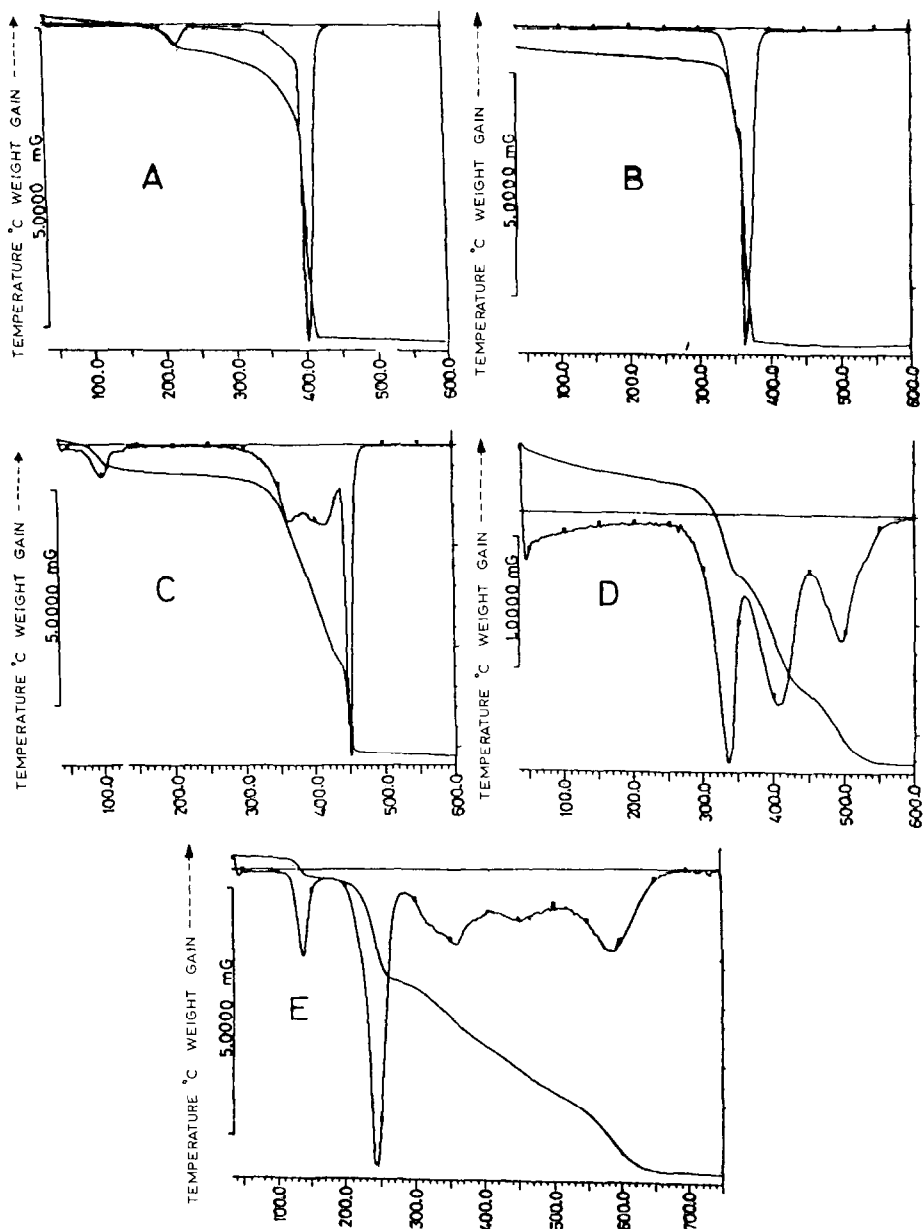 TEMPERATURE °C WEIGHT GAIN ----→
5.0000 mG
A
100.0 200.0 300.0 400.0 500.0 600.0
TEMPERATURE °C WEIGHT GAIN ----→
5.0000 mG
B
100.0 200.0 300.0 400.0 500.0 600.0
TEMPERATURE °C WEIGHT GAIN ----→
5.0000 mG
C
100.0 200.0 300.0 400.0 500.0 600.0
TEMPERATURE °C WEIGHT GAIN ----→
1.0000 mG
D
100.0 200.0 300.0 400.0 500.0 600.0
TEMPERATURE °C WEIGHT GAIN ----→
5.0000 mG
E
100.0 200.0 300.0 400.0 500.0 600.0 700.0